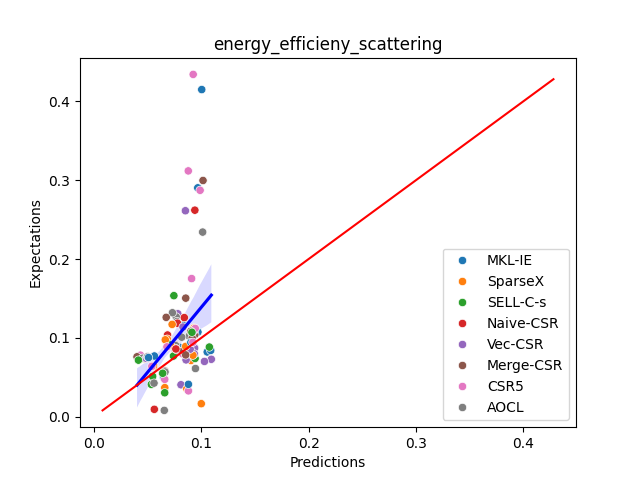 energy_efficieny_scattering
Expectations
0.4
0.3
0.2
0.1
0.0
0.0 0.1 0.2 0.3 0.4
Predictions
MKL-IE
SparseX
SELL-C-s
Naive-CSR
Vec-CSR
Merge-CSR
CSR5
AOCL